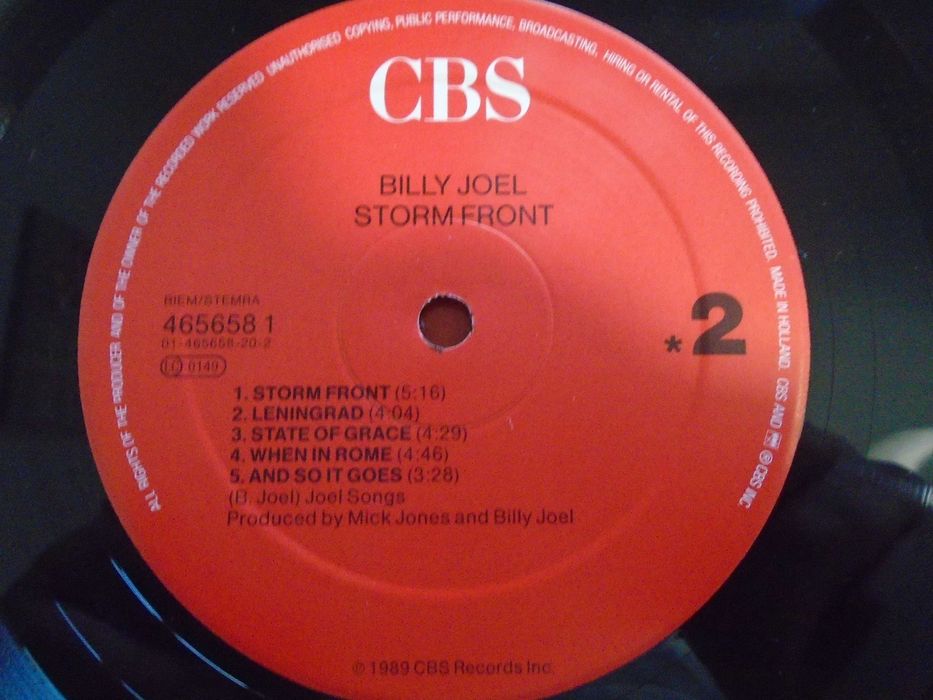 ALL RIGHTS OF THE PRODUCER AND OF THE OWNER OF THE RECORDED WORK RESERVED UNAUTHORISED COPYING, PUBLIC PERFORMANCE, BROADCASTING, HIRING OR RENTAL OF THIS RECORDING PROHIBITED. MADE IN HOLLAND. CBS AND ℗ CBS INC.
CBS
BILLY JOEL
STORM FRONT
BIEM/STEMRA
465658 1
01-465658-20-2
LC 0149
*2
1. STORM FRONT (5:16)
2. LENINGRAD (4:04)
3. STATE OF GRACE (4:29)
4. WHEN IN ROME (4:46)
5. AND SO IT GOES (3:28)
(B. Joel) Joel Songs
Produced by Mick Jones and Billy Joel
© 1989 CBS Records Inc.